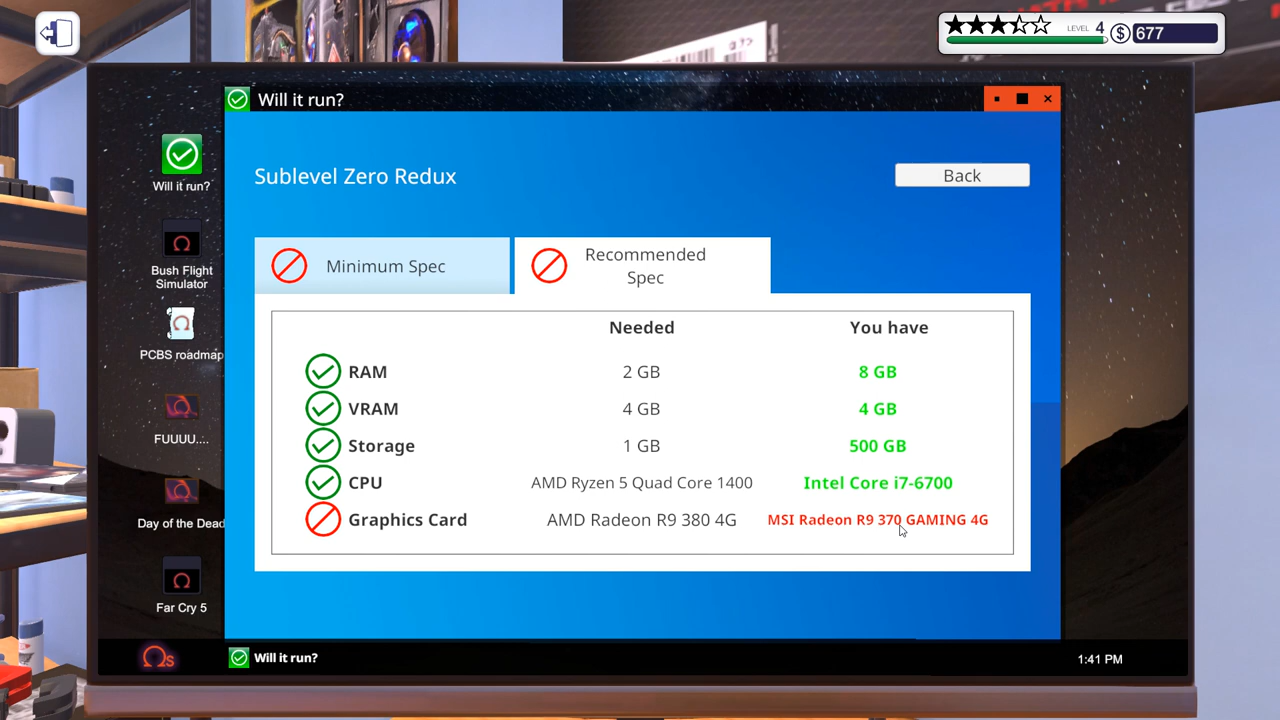 LEVEL 4 $ 677
Will it run?
Will it run?
Sublevel Zero Redux
Back
Minimum Spec
Recommended
Spec
Needed You have
RAM 2 GB 8 GB
VRAM 4 GB 4 GB
Storage 1 GB 500 GB
CPU AMD Ryzen 5 Quad Core 1400 Intel Core i7-6700
Graphics Card AMD Radeon R9 380 4G MSI Radeon R9 370 GAMING 4G
Bush Flight
Simulator
PCBS roadmap
FUUUU....
Day of the Dead
Far Cry 5
Ωs
Will it run?
1:41 PM